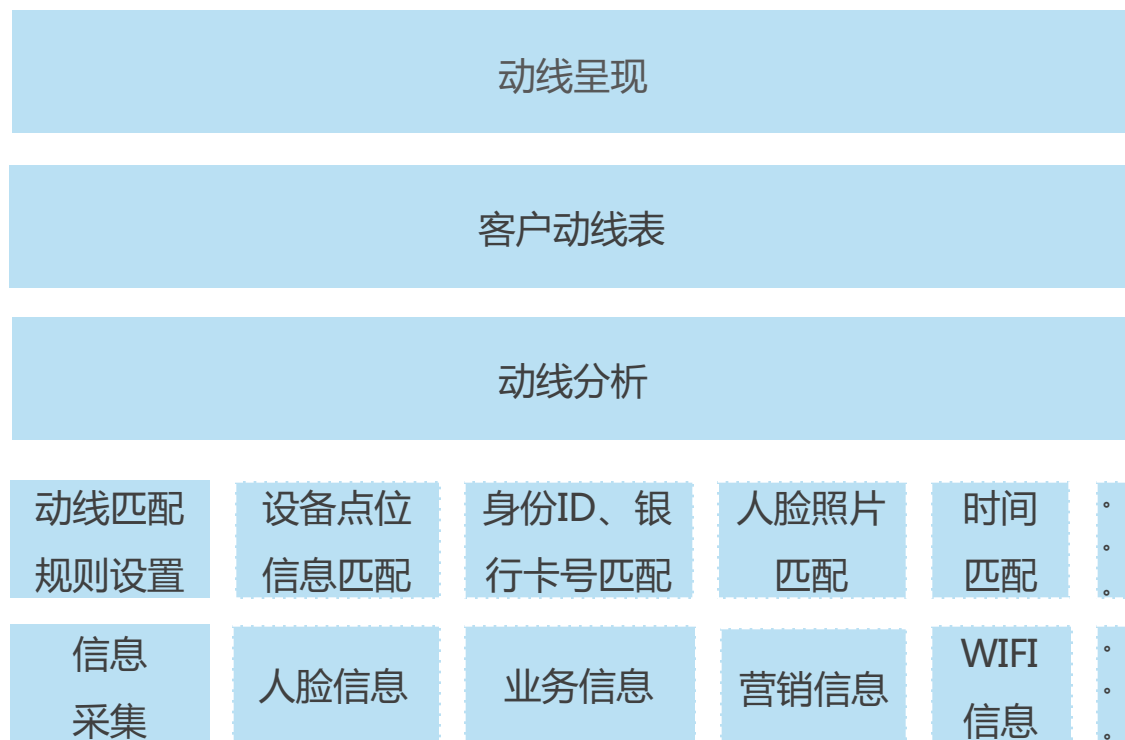 动线呈现
客户动线表
动线分析
动线匹配
规则设置
设备点位
信息匹配
身份ID、银
行卡号匹配
人脸照片
匹配
时间
匹配
。
。
。
信息
采集
人脸信息
业务信息
营销信息
WIFI
信息
。
。
。